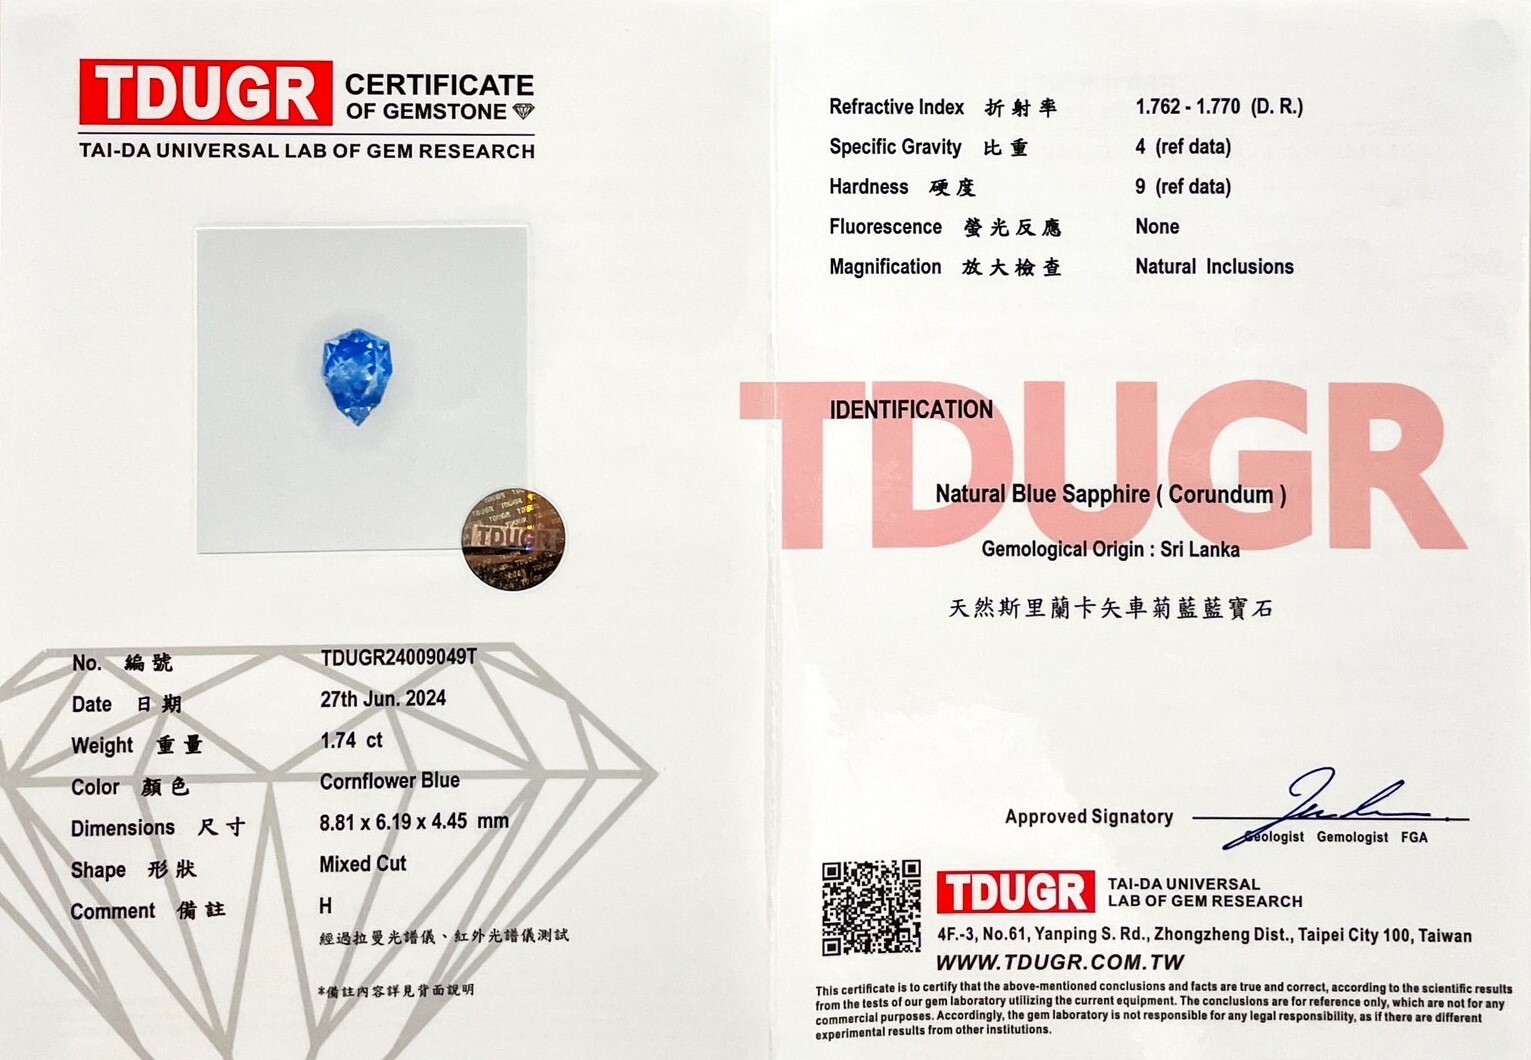 TDUGR CERTIFICATE
OF GEMSTONE
TAI-DA UNIVERSAL LAB OF GEM RESEARCH
TDUGR
No. 編號 TDUGR24009049T
Date 日期 27th Jun. 2024
Weight 重量 1.74 ct
Color 顏色 Cornflower Blue
Dimensions 尺寸 8.81 x 6.19 x 4.45 mm
Shape 形狀 Mixed Cut
Comment 備註 H
經過拉曼光譜儀、紅外光譜儀測試
*備註內容詳見背面說明
Refractive Index 折射率 1.762 - 1.770 (D. R.)
Specific Gravity 比重 4 (ref data)
Hardness 硬度 9 (ref data)
Fluorescence 螢光反應 None
Magnification 放大檢查 Natural Inclusions
TDUGR
IDENTIFICATION
Natural Blue Sapphire ( Corundum )
Gemological Origin : Sri Lanka
天然斯里蘭卡矢車菊藍藍寶石
Approved Signatory
Geologist Gemologist FGA
TDUGR TAI-DA UNIVERSAL
LAB OF GEM RESEARCH
4F.-3, No.61, Yanping S. Rd., Zhongzheng Dist., Taipei City 100, Taiwan
WWW.TDUGR.COM.TW
This certificate is to certify that the above-mentioned conclusions and facts are true and correct, according to the scientific results
from the tests of our gem laboratory utilizing the current equipment. The conclusions are for reference only, which are not for any
commercial purposes. Accordingly, the gem laboratory is not responsible for any legal responsibility, as if there are different
experimental results from other institutions.